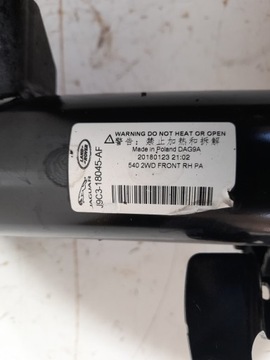 WARNING DO NOT HEAT OR OPEN
警告：禁止加热和拆解
Made in Poland DAG9A
20180123 21:02
540 2WD FRONT RH PA
LAND ROVER
JAGUAR
J9C3-18045-AF